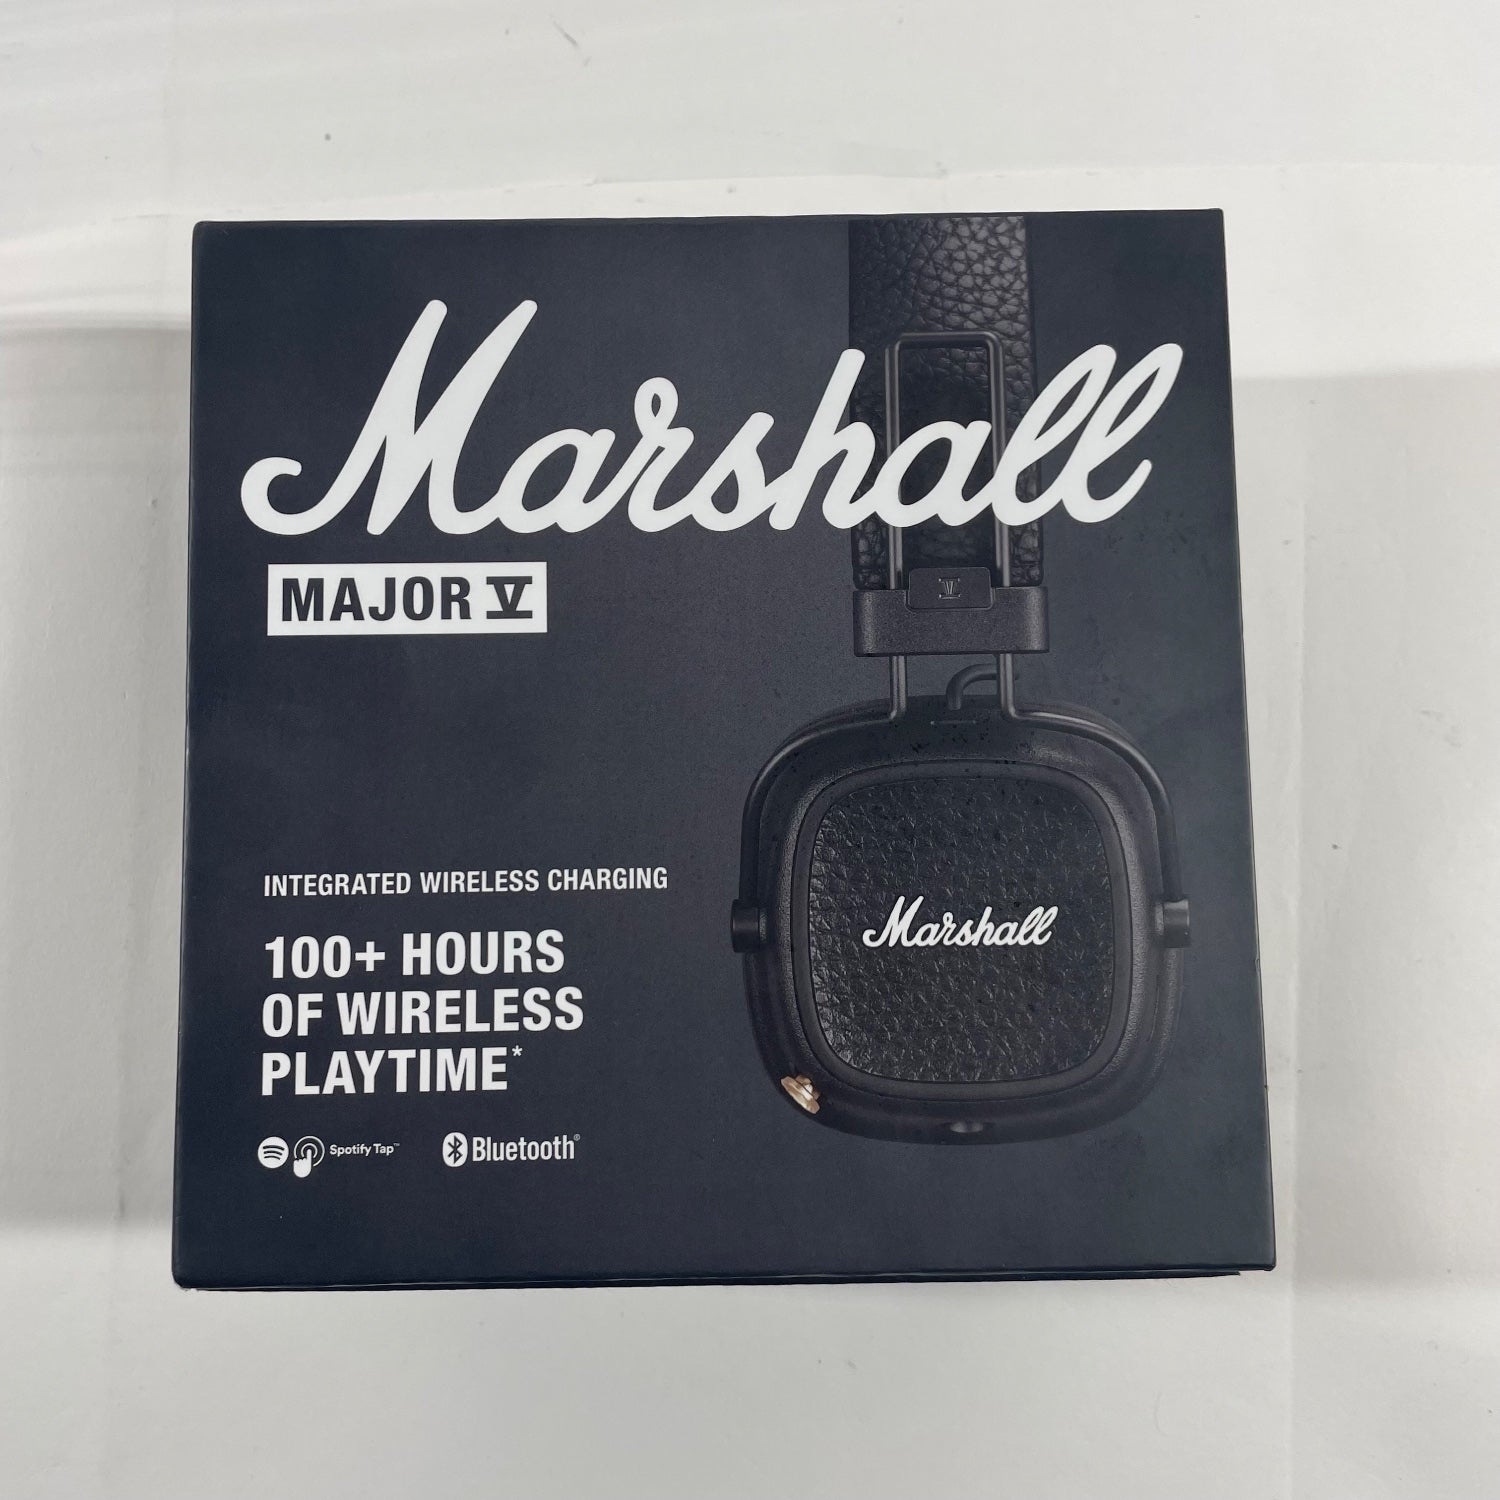 Marshall
MAJOR V
V
INTEGRATED WIRELESS CHARGING
100+ HOURS
OF WIRELESS
PLAYTIME*
Marshall
Spotify Tap™ Bluetooth®